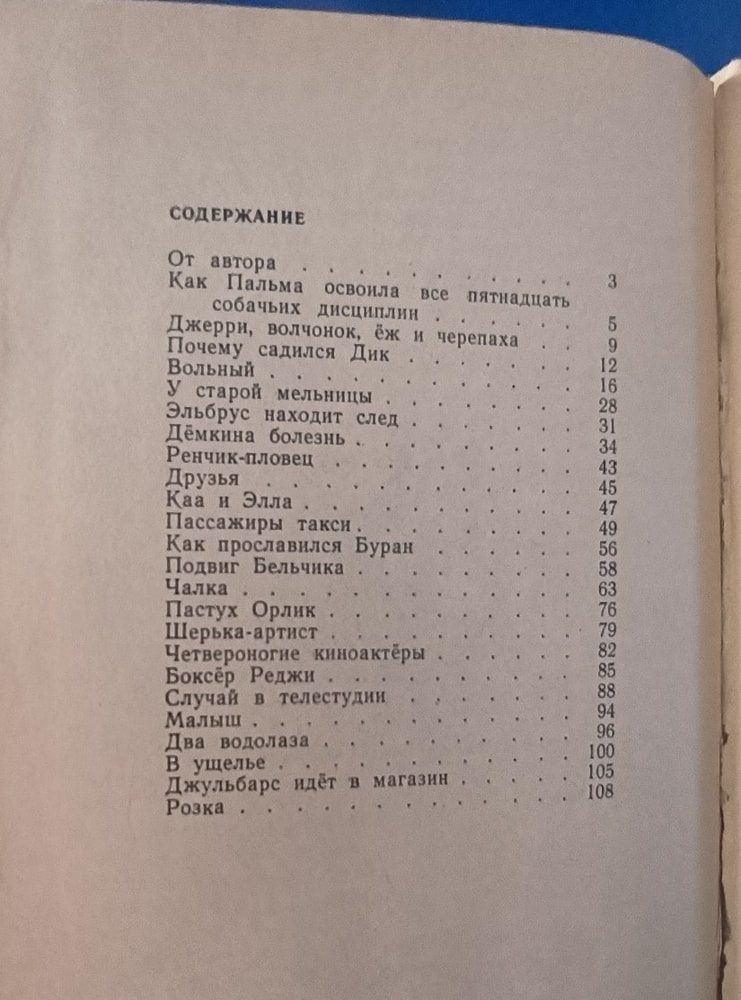 СОДЕРЖАНИЕ
От автора . . . . . . . . . . . 3
Как Пальма освоила все пятнадцать
собачьих дисциплин . . . . . . 5
Джерри, волчонок, ёж и черепаха . . 9
Почему садился Дик . . . . . . . 12
Вольный . . . . . . . . . . . . 16
У старой мельницы . . . . . . . . 28
Эльбрус находит след . . . . . . . 31
Дёмкина болезнь . . . . . . . . . 34
Ренчик-пловец . . . . . . . . . 43
Друзья . . . . . . . . . . . . 45
Каа и Элла . . . . . . . . . . . 47
Пассажиры такси . . . . . . . . . 49
Как прославился Буран . . . . . . 56
Подвиг Бельчика . . . . . . . . . 58
Чалка . . . . . . . . . . . . . 63
Пастух Орлик . . . . . . . . . . 76
Шерька-артист . . . . . . . . . . 79
Четвероногие киноактёры . . . . . . 82
Боксёр Реджи . . . . . . . . . . 85
Случай в телестудии . . . . . . . 88
Малыш . . . . . . . . . . . . . 94
Два водолаза . . . . . . . . . . 96
В ущелье . . . . . . . . . . . . 100
Джульбарс идёт в магазин . . . . . 105
Розка . . . . . . . . . . . . . 108